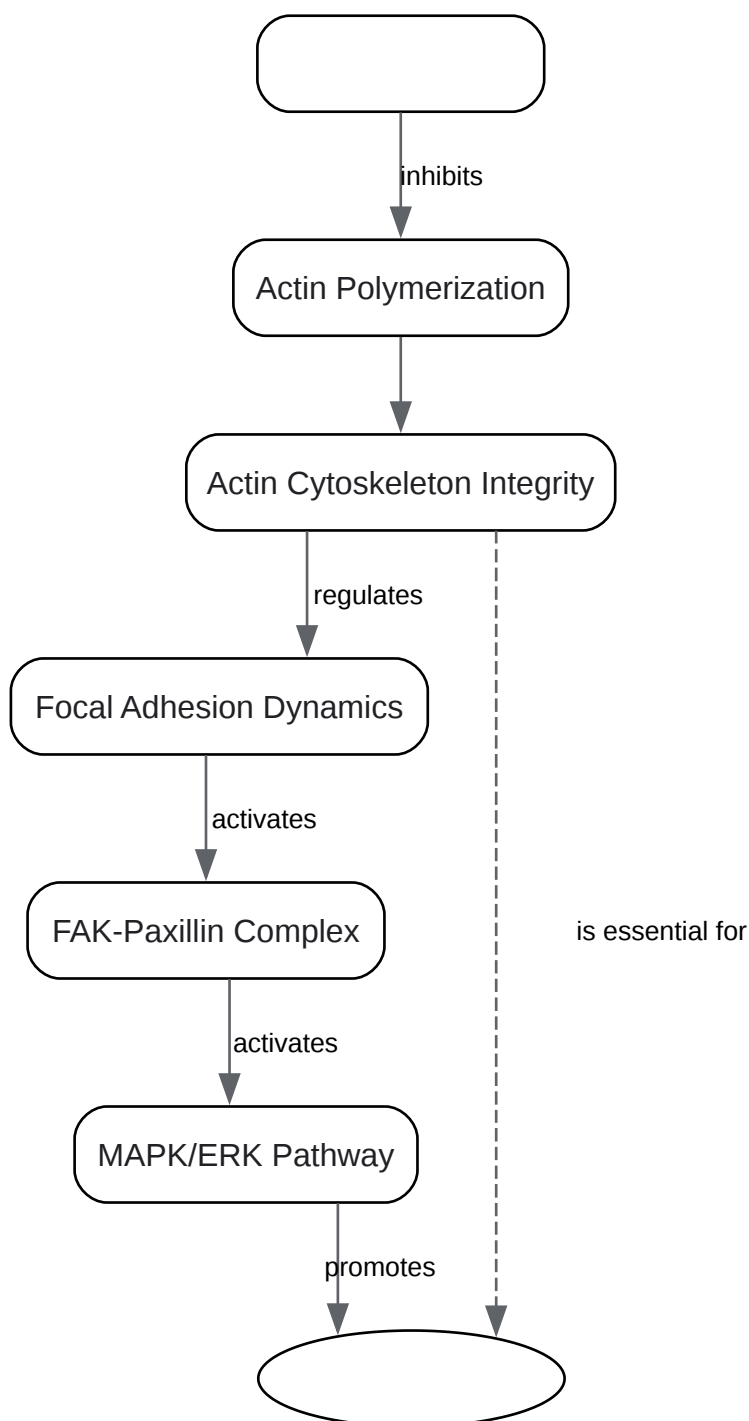 inhibits
Actin Polymerization
Actin Cytoskeleton Integrity
regulates
Focal Adhesion Dynamics
activates
FAK-Paxillin Complex
is essential for
activates
MAPK/ERK Pathway
promotes